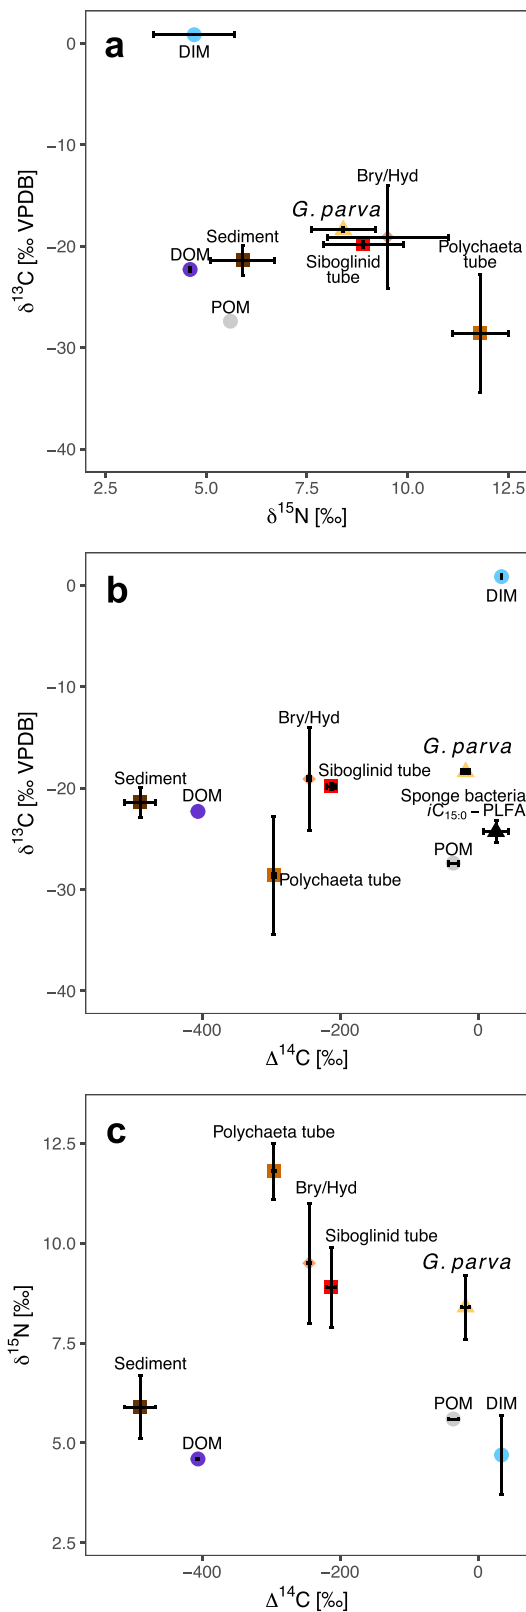 a
0
DIM
−10
Bry/Hyd
G. parva
Sediment
Polychaeta
tube
DOM
Siboglinid
tube
−20
POM
−30
−40
δ13C [‰ VPDB]
2.5 5.0 7.5 10.0 12.5
δ15N [‰]
b
0
DIM
−10
Bry/Hyd
G. parva
Siboglinid tube
Sediment
DOM
Sponge bacteria
iC15:0 − PLFA
−20
POM
Polychaeta tube
−30
−40
δ13C [‰ VPDB]
−400 −200 0
Δ14C [‰]
c
Polychaeta tube
12.5
Bry/Hyd
Siboglinid tube
10.0
G. parva
7.5
Sediment
POM DIM
DOM
5.0
2.5
δ15N [‰]
−400 −200 0
Δ14C [‰]